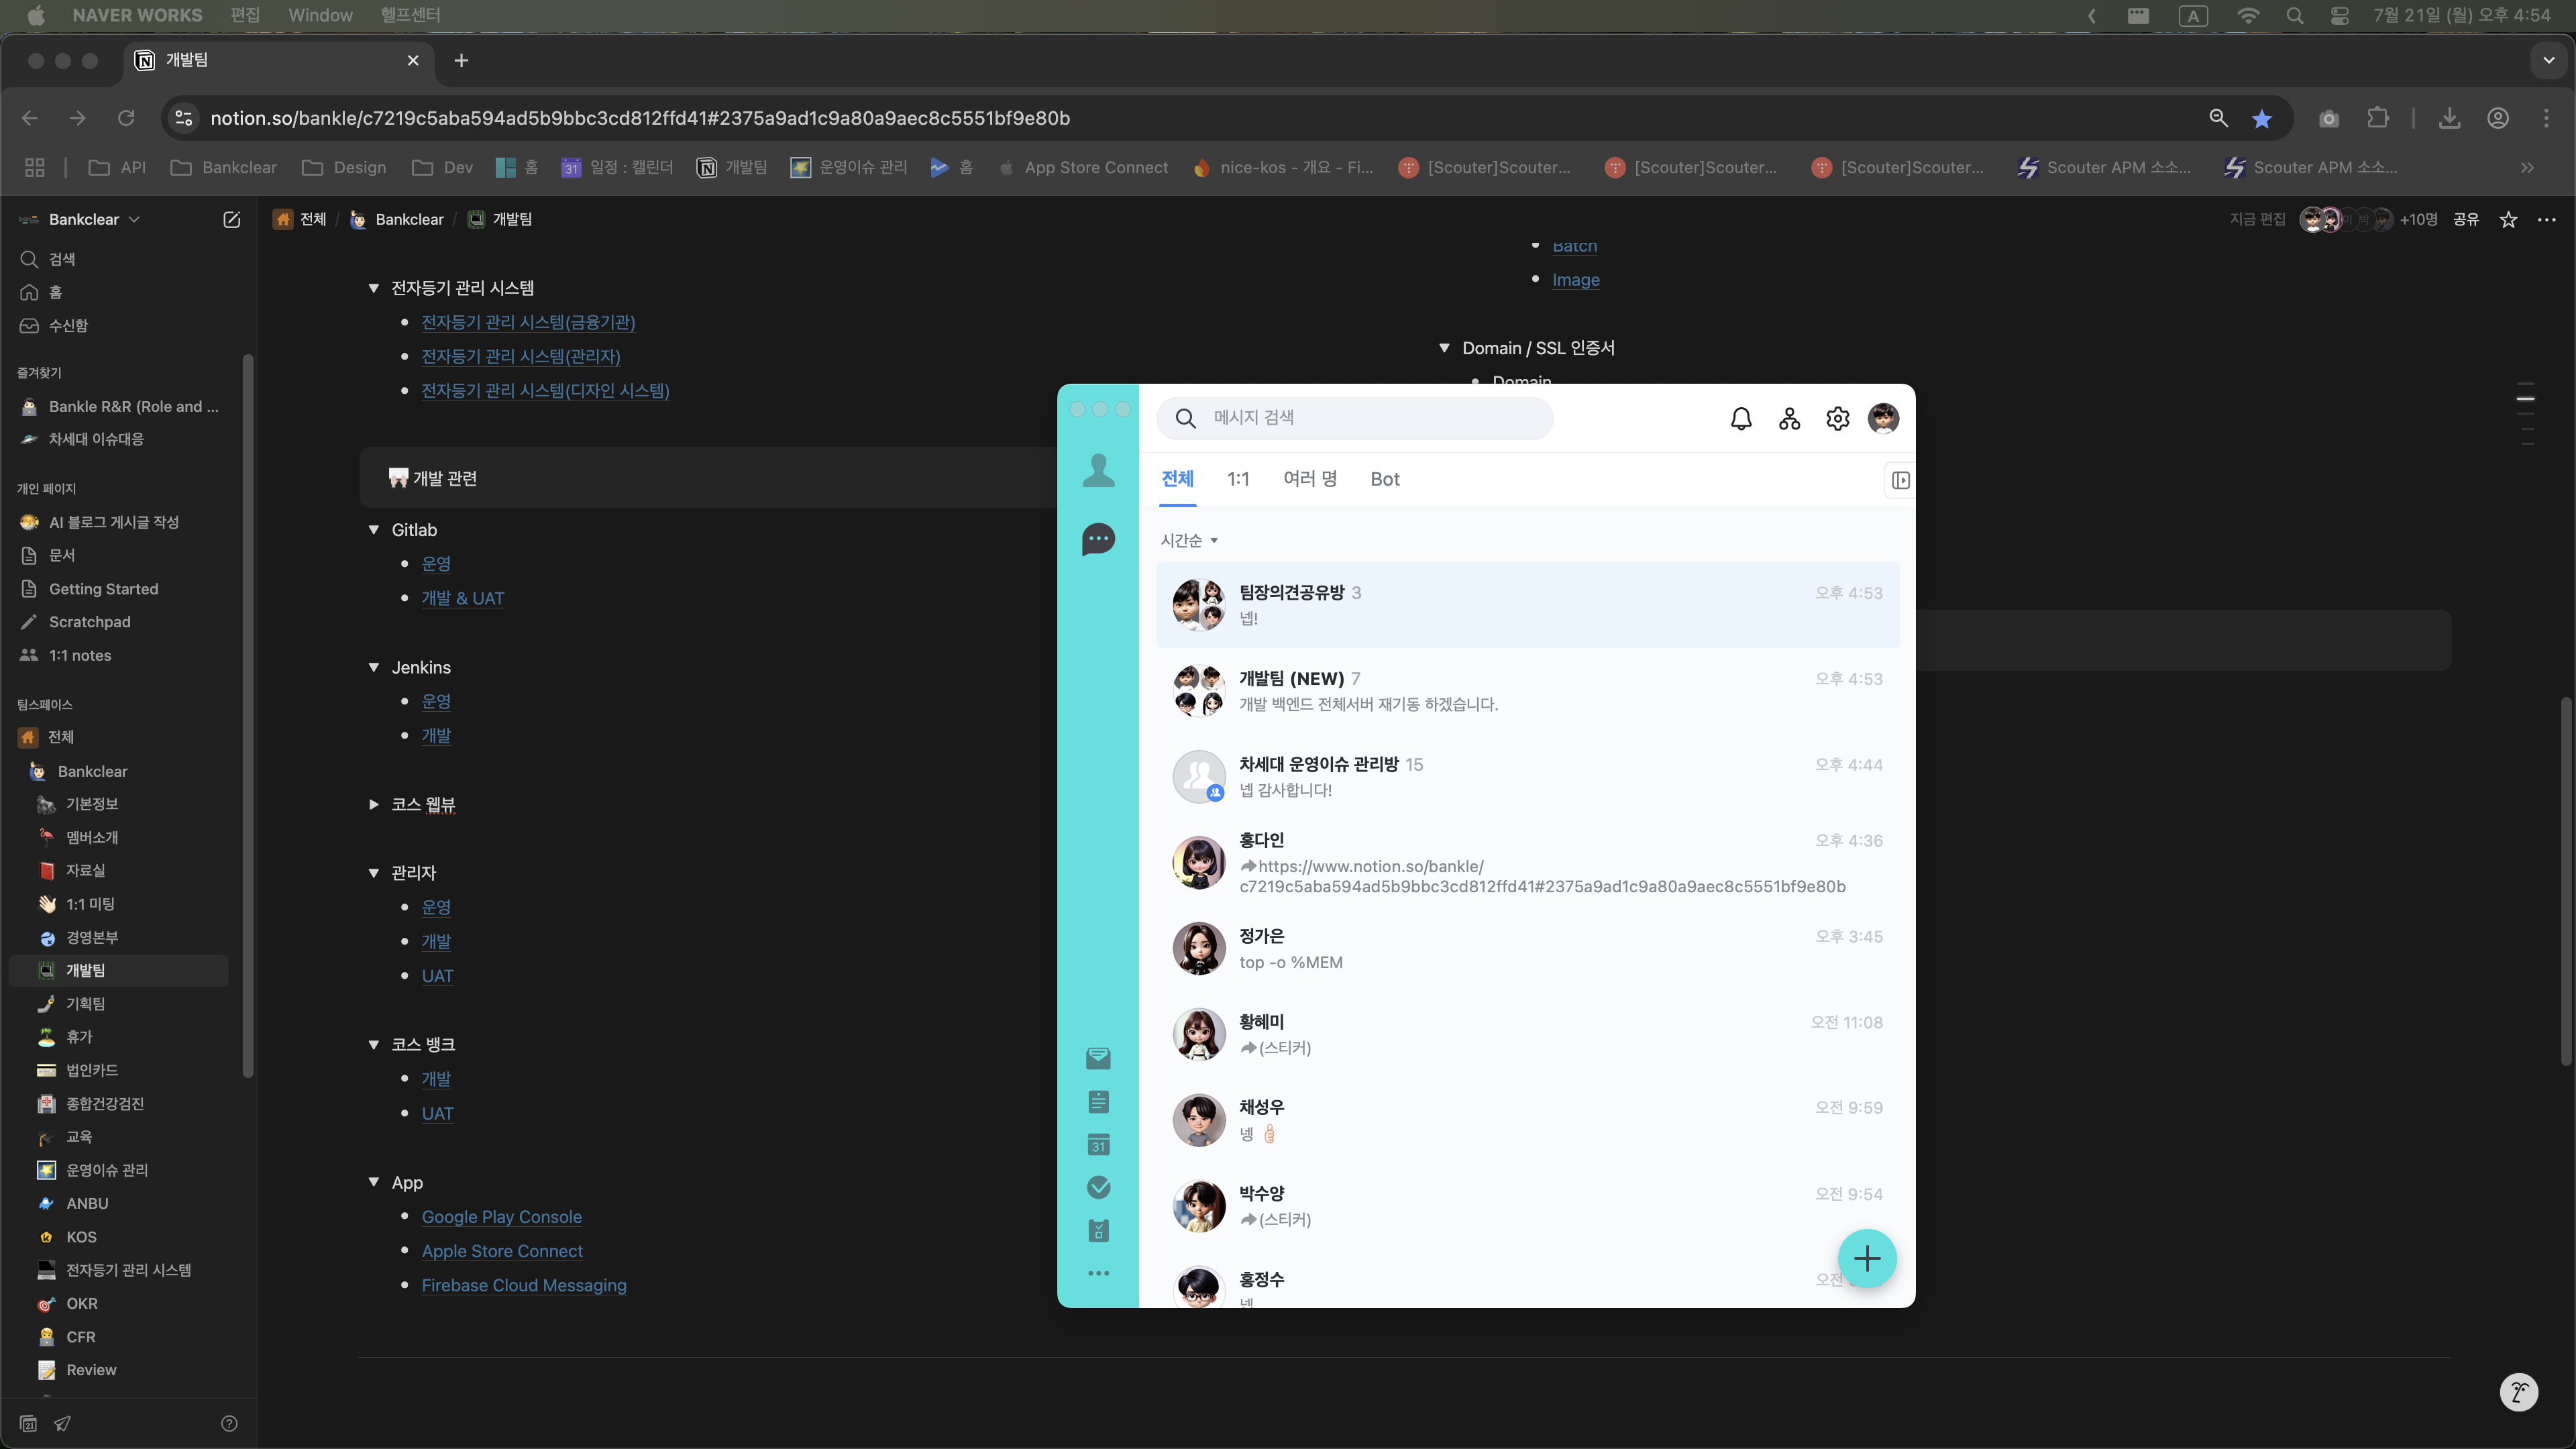 NAVER WORKS 편집 Window 헬프센터
A 7월 21일 (월) 오후 4:54
개발팀
notion.so/bankle/c7219c5aba594ad5b9bbc3cd812ffd41#2375a9ad1c9a80a9aec8c5551bf9e80b
API Bankclear Design Dev 홈 일정 : 캘린더 개발팀 운영이슈 관리 홈 App Store Connect nice-kos - 개요 - Fi... [Scouter]Scouter... [Scouter]Scouter... [Scouter]Scouter... Scouter APM 소소... Scouter APM 소소...
Bankclear
전체 / Bankclear / 개발팀
지금 편집 +10명 공유
검색
홈
수신함
즐겨찾기
Bankle R&R (Role and ...
차세대 이슈대응
개인 페이지
AI 블로그 게시글 작성
문서
Getting Started
Scratchpad
1:1 notes
팀스페이스
전체
Bankclear
기본정보
멤버소개
자료실
1:1 미팅
경영본부
개발팀
기획팀
휴가
법인카드
종합건강검진
교육
운영이슈 관리
ANBU
KOS
전자등기 관리 시스템
OKR
CFR
Review
전자등기 관리 시스템
전자등기 관리 시스템(금융기관)
전자등기 관리 시스템(관리자)
전자등기 관리 시스템(디자인 시스템)
개발 관련
Gitlab
운영
개발 & UAT
Jenkins
운영
개발
코스 웹뷰
관리자
운영
개발
UAT
코스 뱅크
개발
UAT
App
Google Play Console
Apple Store Connect
Firebase Cloud Messaging
Batch
Image
Domain / SSL 인증서
Domain
메시지 검색
전체 1:1 여러 명 Bot
시간순
팀장의견공유방 3 오후 4:53
넵!
개발팀 (NEW) 7 오후 4:53
개발 백엔드 전체서버 재기동 하겠습니다.
차세대 운영이슈 관리방 15 오후 4:44
넵 감사합니다!
홍다인 오후 4:36
https://www.notion.so/bankle/
c7219c5aba594ad5b9bbc3cd812ffd41#2375a9ad1c9a80a9aec8c5551bf9e80b
정가은 오후 3:45
top -o %MEM
황혜미 오전 11:08
(스티커)
채성우 오전 9:59
넹
박수양 오전 9:54
(스티커)
홍정수 오전
31